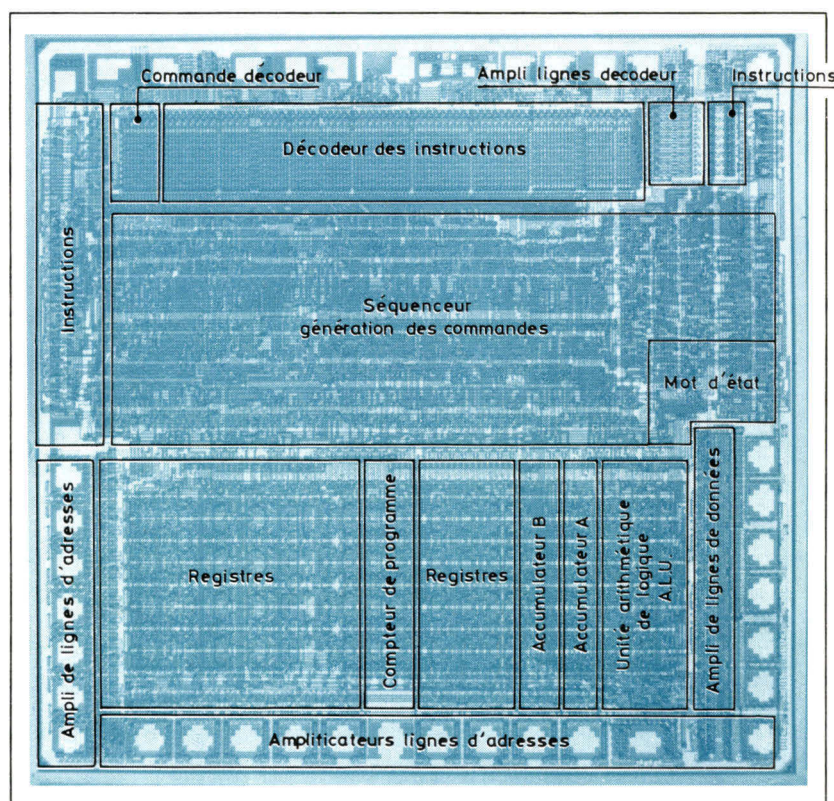 Commande décodeur
Ampli lignes decodeur
Instructions
Décodeur des instructions
Instructions
Séquenceur
génération des commandes
Mot d'état
Ampli de lignes d'adresses
Registres
Compteur de programme
Registres
Accumulateur B
Accumulateur A
Unité arithmétique
de logique
A.L.U.
Ampli de lignes de données
Amplificateurs lignes d'adresses